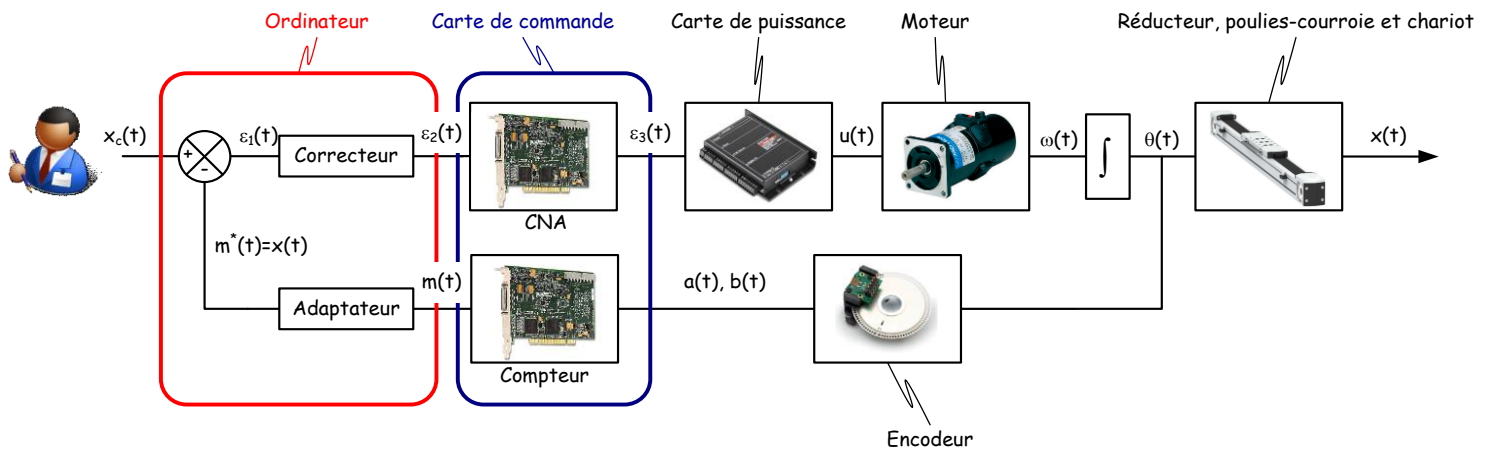 Ordinateur
Carte de commande
Carte de puissance
Moteur
Réducteur, poulies-courroie et chariot
x_c(t)
+
-
ε₁(t)
Correcteur
ε₂(t)
CNA
ε₃(t)
u(t)
ω(t)
∫
θ(t)
x(t)
m*(t)=x(t)
Adaptateur
m(t)
Compteur
a(t), b(t)
Encodeur